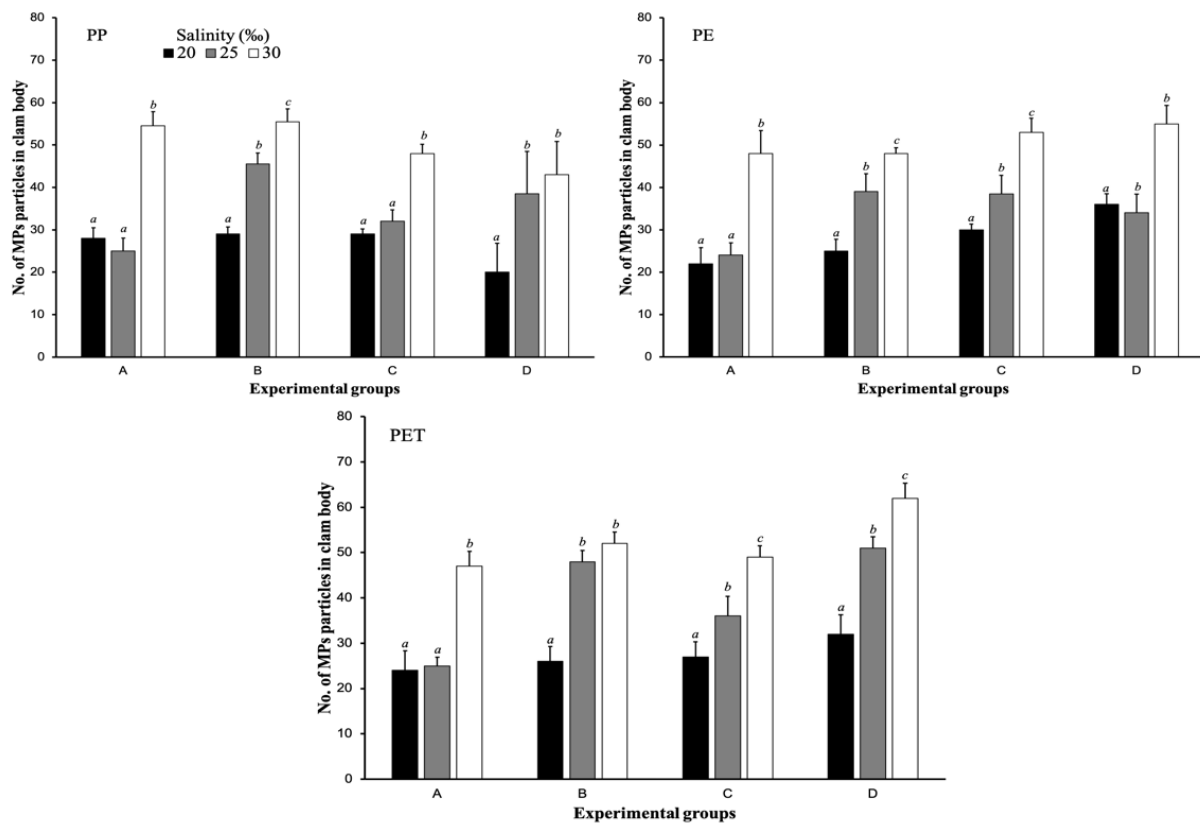 PP
Salinity (‰)
20 25 30
No. of MPs particles in clam body
80
70
60
50
40
30
20
10
0
a a b
a b c
a a b
a b b
A B C D
Experimental groups
PE
No. of MPs particles in clam body
80
70
60
50
40
30
20
10
0
a a b
a b c
a b c
a b b
A B C D
Experimental groups
PET
No. of MPs particles in clam body
80
70
60
50
40
30
20
10
0
a a b
a b b
a b c
a b c
A B C D
Experimental groups